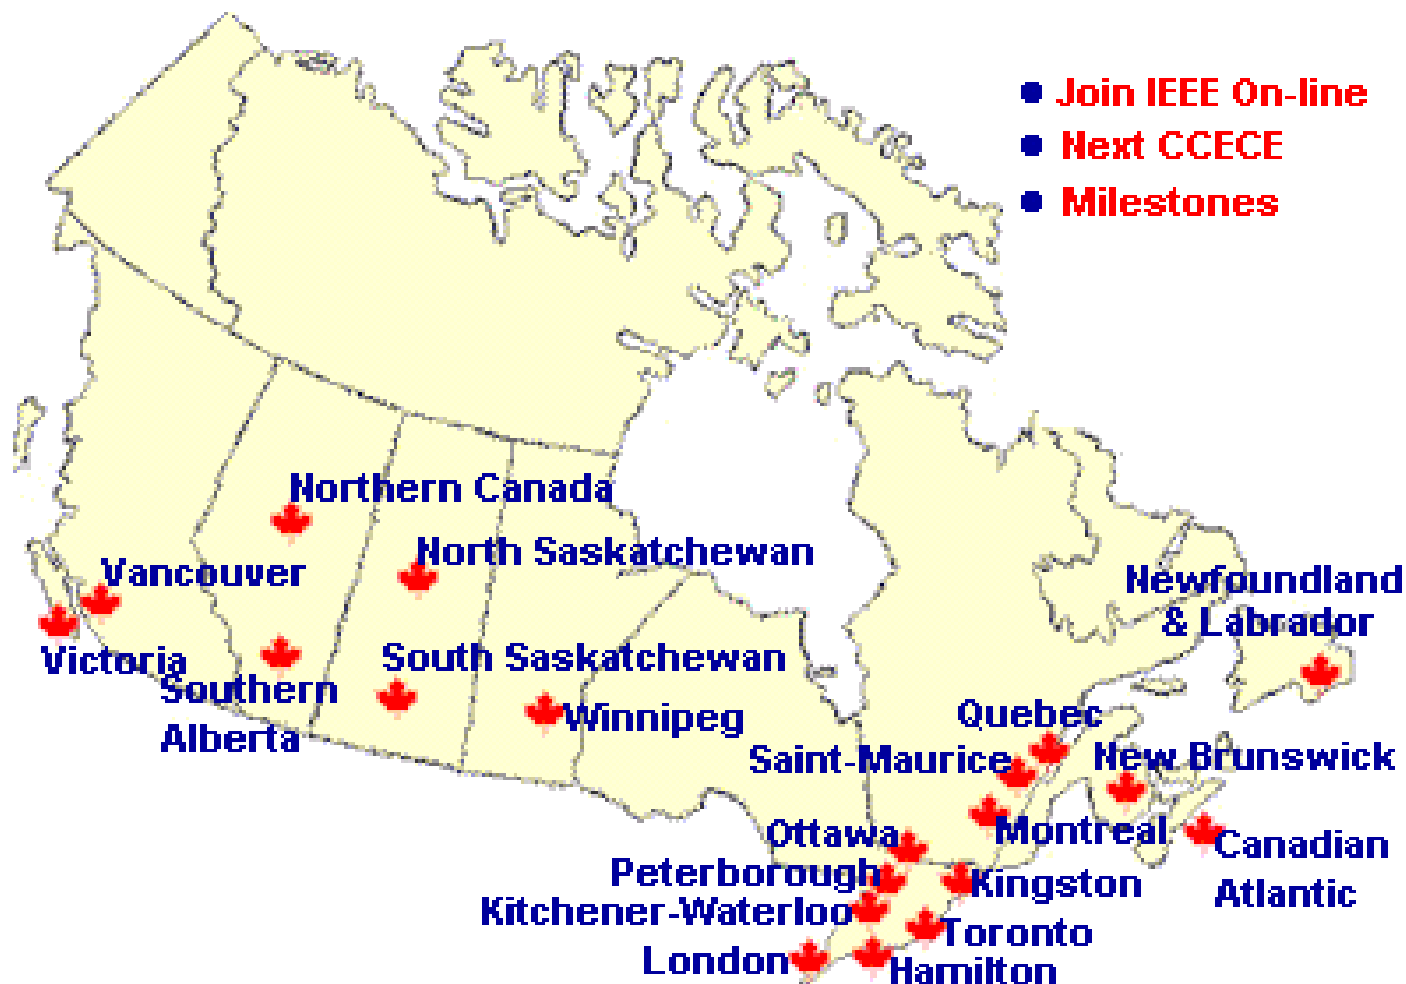 Join IEEE On-line
Next CCECE
Milestones
Northern Canada
North Saskatchewan
Vancouver
Newfoundland
& Labrador
Victoria
South Saskatchewan
Southern
Alberta
Winnipeg
Quebec
Saint-Maurice
New Brunswick
Ottawa
Montreal
Canadian
Atlantic
Peterborough
Kingston
Kitchener-Waterloo
Toronto
London
Hamilton